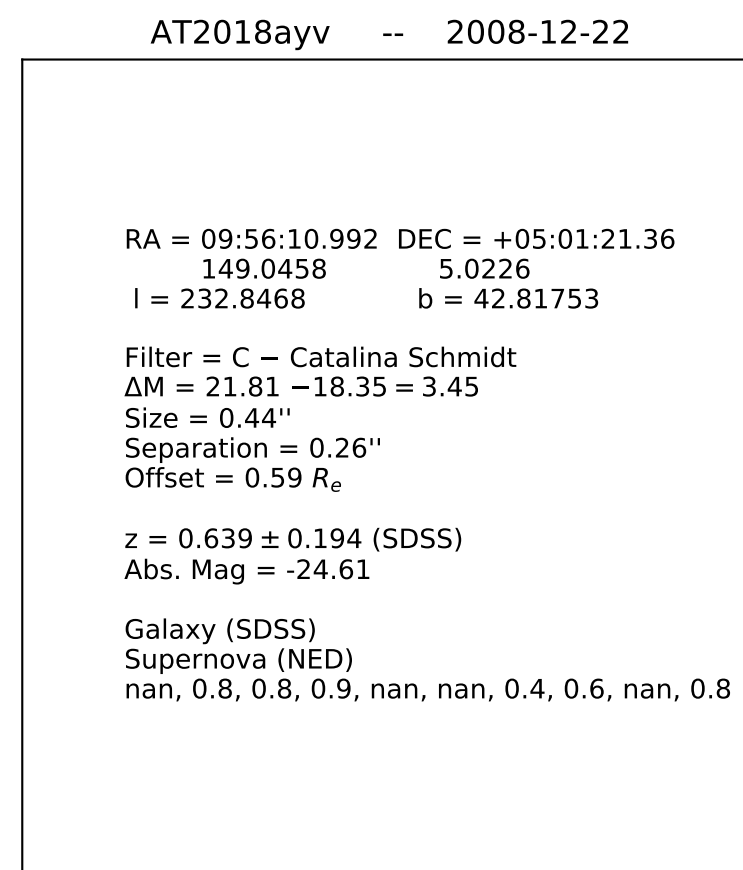 AT2018ayv -- 2008-12-22
RA = 09:56:10.992 DEC = +05:01:21.36
149.0458 5.0226
l = 232.8468 b = 42.81753
Filter = C − Catalina Schmidt
ΔM = 21.81 −18.35 = 3.45
Size = 0.44''
Separation = 0.26''
Offset = 0.59 Rₑ
z = 0.639 ± 0.194 (SDSS)
Abs. Mag = -24.61
Galaxy (SDSS)
Supernova (NED)
nan, 0.8, 0.8, 0.9, nan, nan, 0.4, 0.6, nan, 0.8